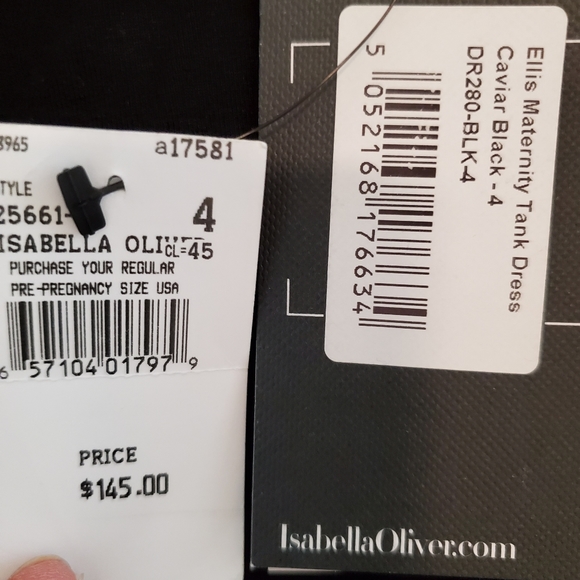 3965
a17581
STYLE
25661-
4
ISABELLA
CL=45
PURCHASE YOUR REGULAR
PRE-PREGNANCY SIZE USA
6 57104 01797 9
PRICE
$145.00
Ellis Maternity Tank Dress
Caviar Black - 4
DR280-BLK-4
5 052168 176634
IsabellaOliver.com